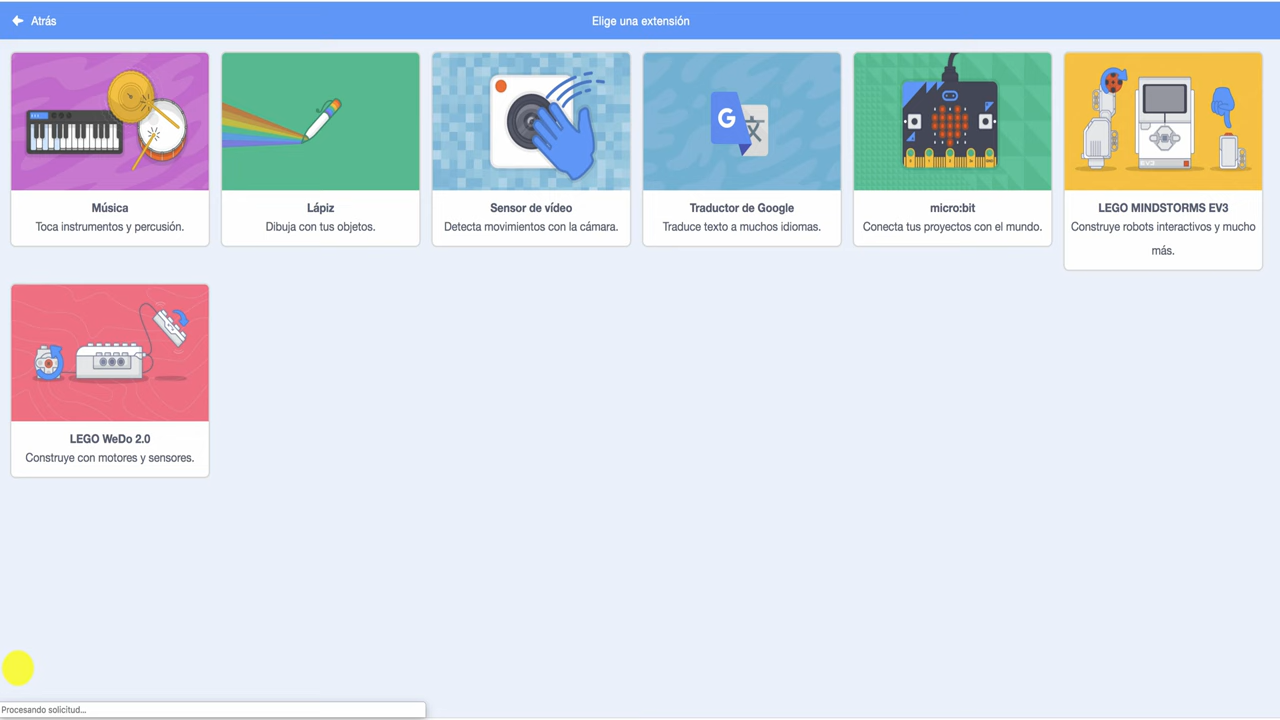 Atrás
Elige una extensión
Música
Toca instrumentos y percusión.
Lápiz
Dibuja con tus objetos.
Sensor de vídeo
Detecta movimientos con la cámara.
G 文
Traductor de Google
Traduce texto a muchos idiomas.
micro:bit
Conecta tus proyectos con el mundo.
EV3
LEGO MINDSTORMS EV3
Construye robots interactivos y mucho
más.
LEGO WeDo 2.0
Construye con motores y sensores.
Procesando solicitud...